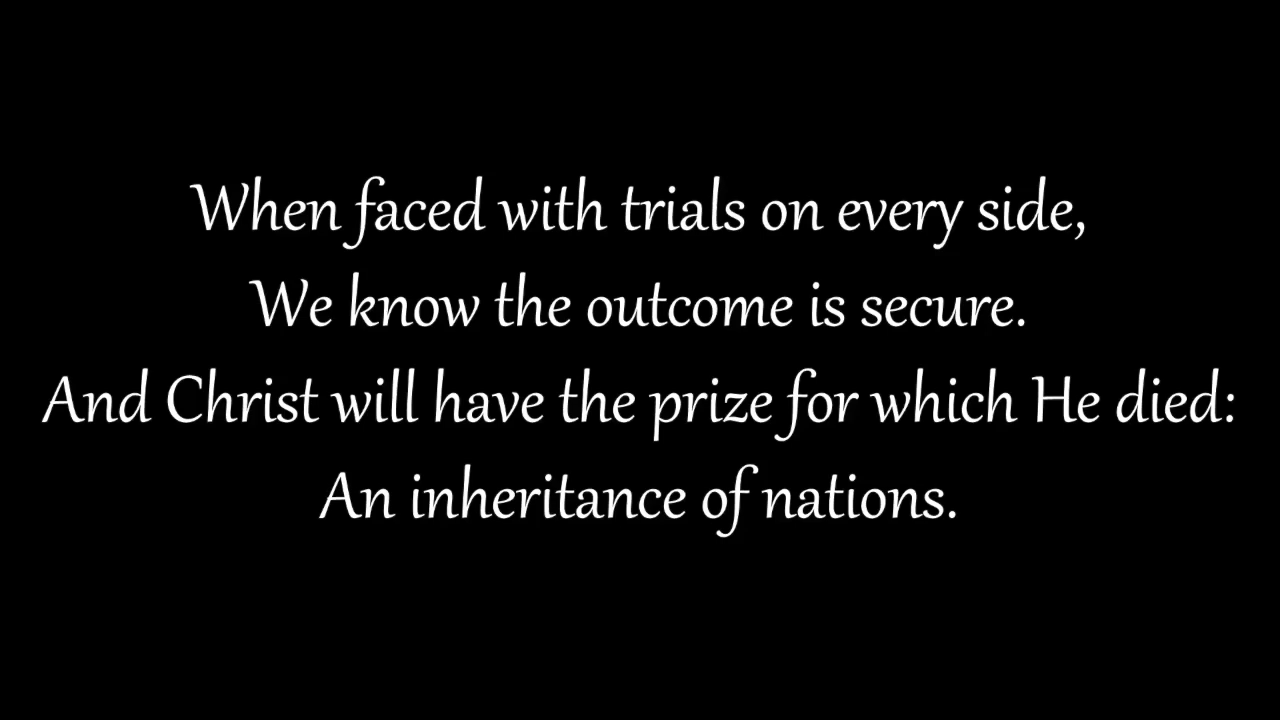 When faced with trials on every side,
We know the outcome is secure.
And Christ will have the prize for which He died:
An inheritance of nations.